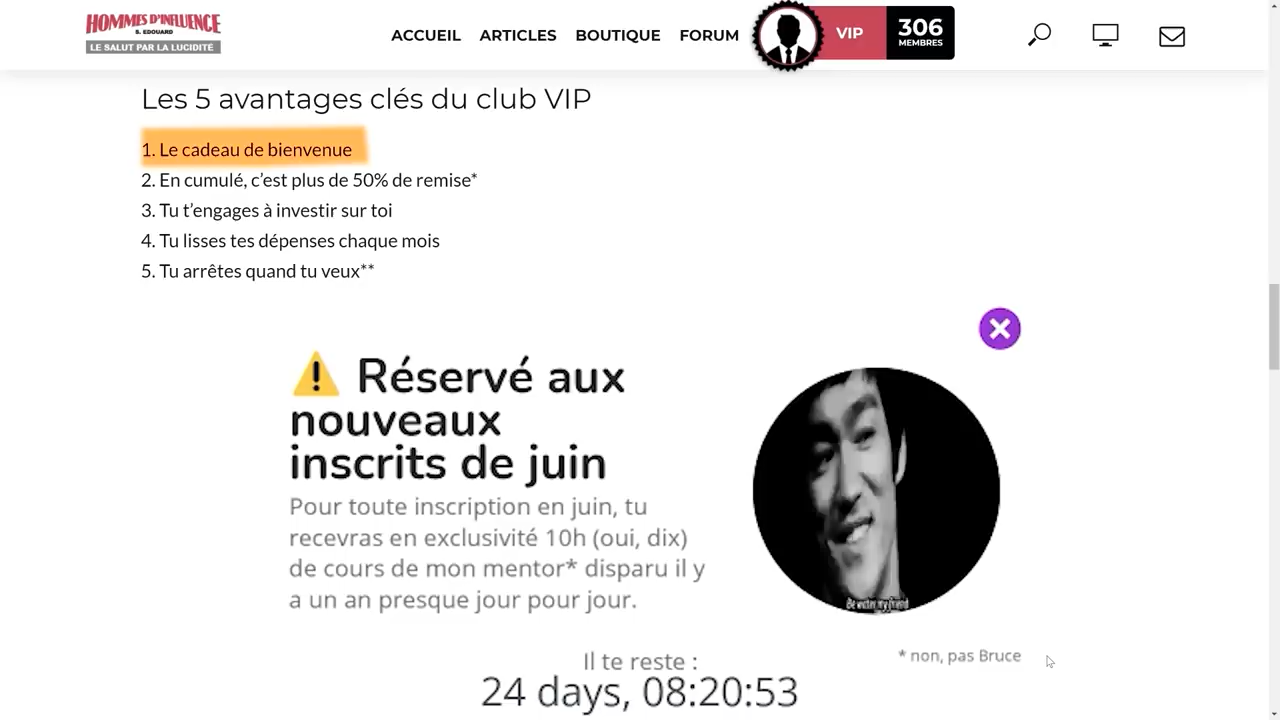 HOMMES D'INFLUENCE
S. EDOUARD
LE SALUT PAR LA LUCIDITÉ
ACCUEIL ARTICLES BOUTIQUE FORUM VIP 306 MEMBRES
Les 5 avantages clés du club VIP
1. Le cadeau de bienvenue
2. En cumulé, c’est plus de 50% de remise*
3. Tu t’engages à investir sur toi
4. Tu lisses tes dépenses chaque mois
5. Tu arrêtes quand tu veux**
Réservé aux
nouveaux
inscrits de juin
Pour toute inscription en juin, tu
recevras en exclusivité 10h (oui, dix)
de cours de mon mentor* disparu il y
a un an presque jour pour jour.
Be water my friend
* non, pas Bruce
Il te reste :
24 days, 08:20:53